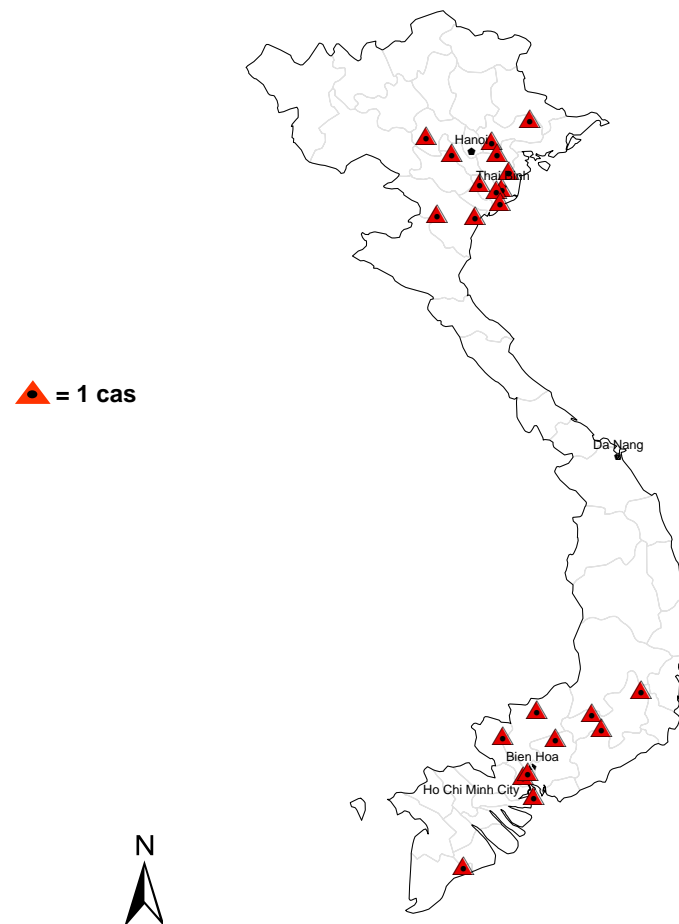 Hanoi
Thai Binh
= 1 cas
Da Nang
Bien Hoa
Ho Chi Minh City
N